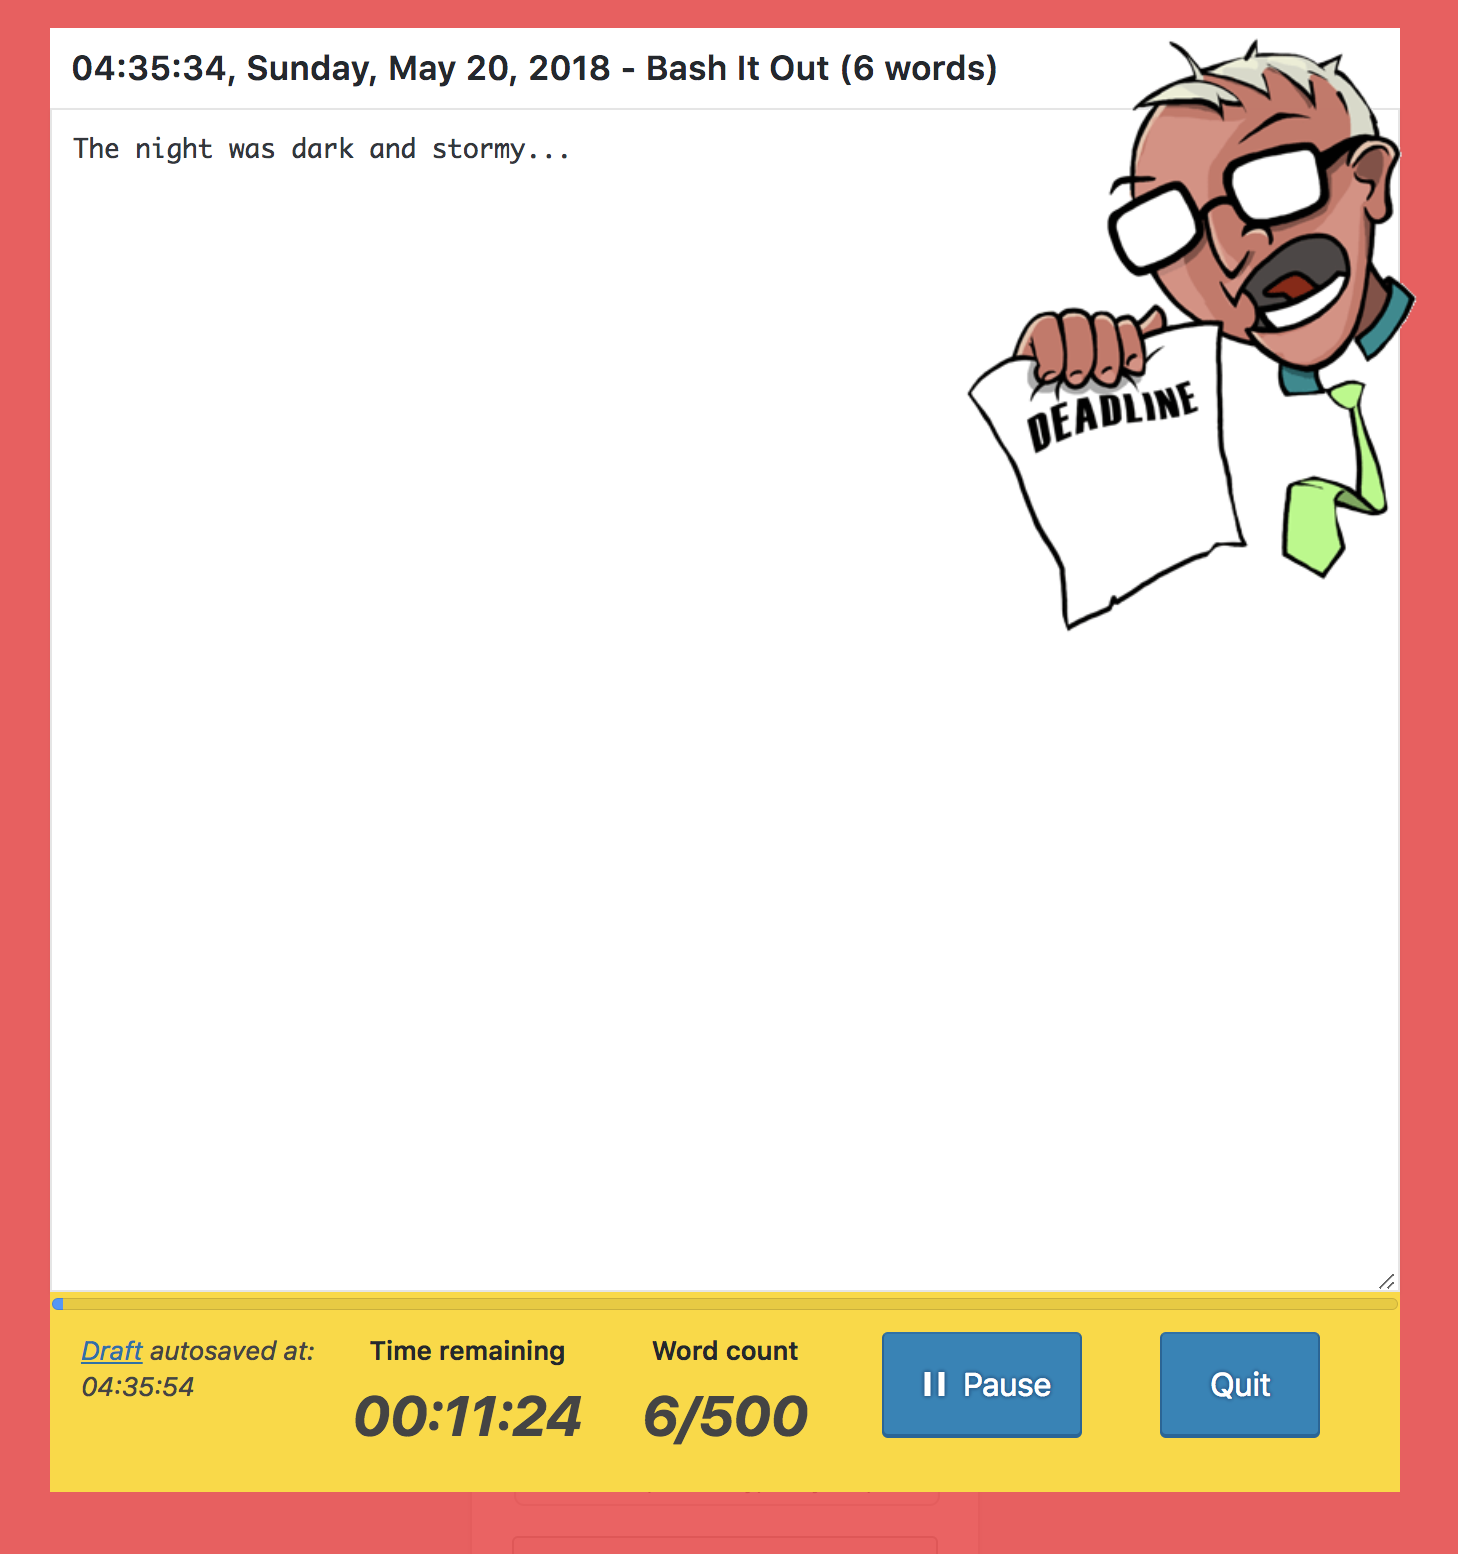 04:35:34, Sunday, May 20, 2018 - Bash It Out (6 words)
The night was dark and stormy...
DEADLINE
Draft autosaved at:
04:35:54
Time remaining
00:11:24
Word count
6/500
Pause
Quit